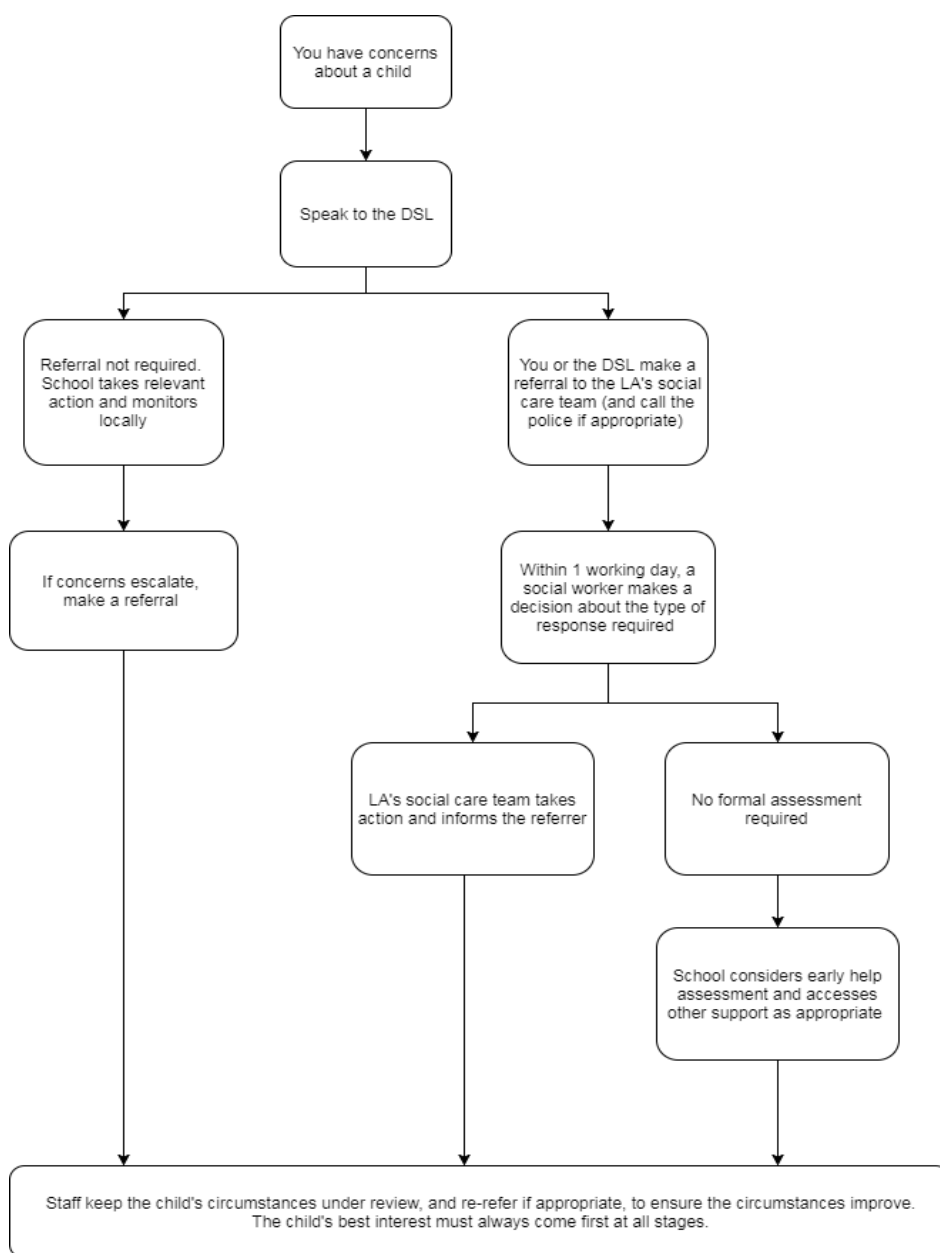 You have concerns
about a child
Speak to the DSL
Referral not required.
School takes relevant
action and monitors
locally
You or the DSL make a
referral to the LA's social
care team (and call the
police if appropriate)
If concerns escalate,
make a referral
Within 1 working day, a
social worker makes a
decision about the type of
response required
LA's social care team takes
action and informs the referrer
No formal assessment
required
School considers early help
assessment and accesses
other support as appropriate
Staff keep the child's circumstances under review, and re-refer if appropriate, to ensure the circumstances improve.
The child's best interest must always come first at all stages.